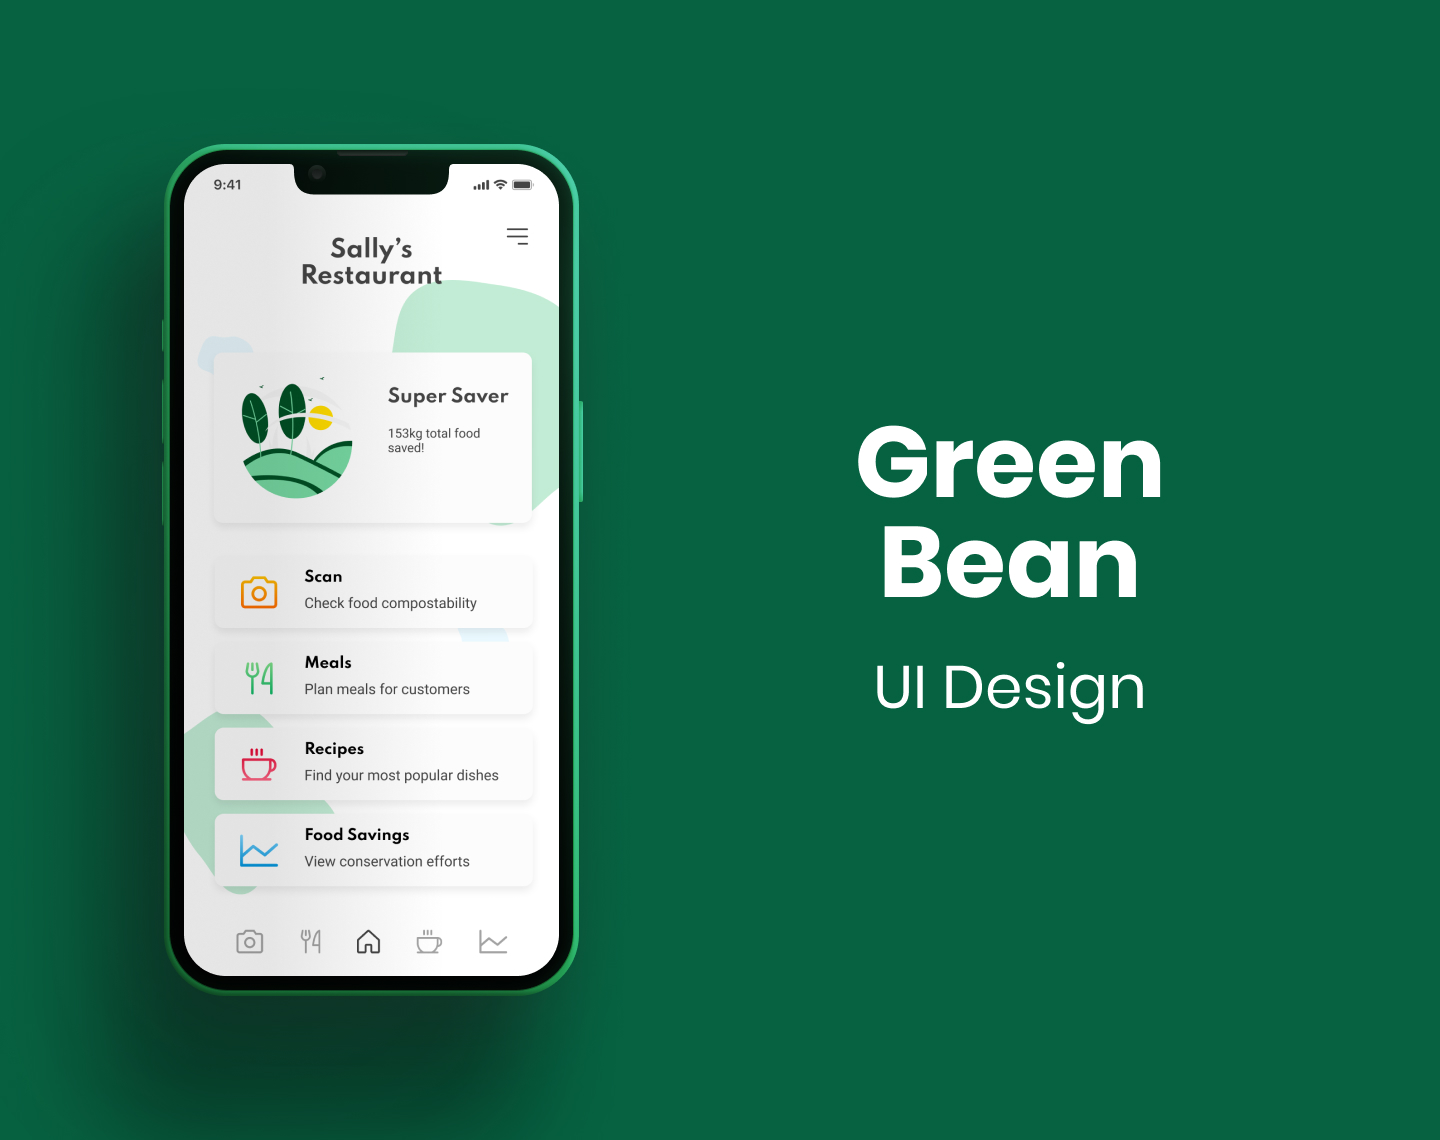 9:41
Sally's
Restaurant
Super Saver
153kg total food
saved!
Scan
Check food compostability
Meals
Plan meals for customers
Recipes
Find your most popular dishes
Food Savings
View conservation efforts
Green
Bean
UI Design